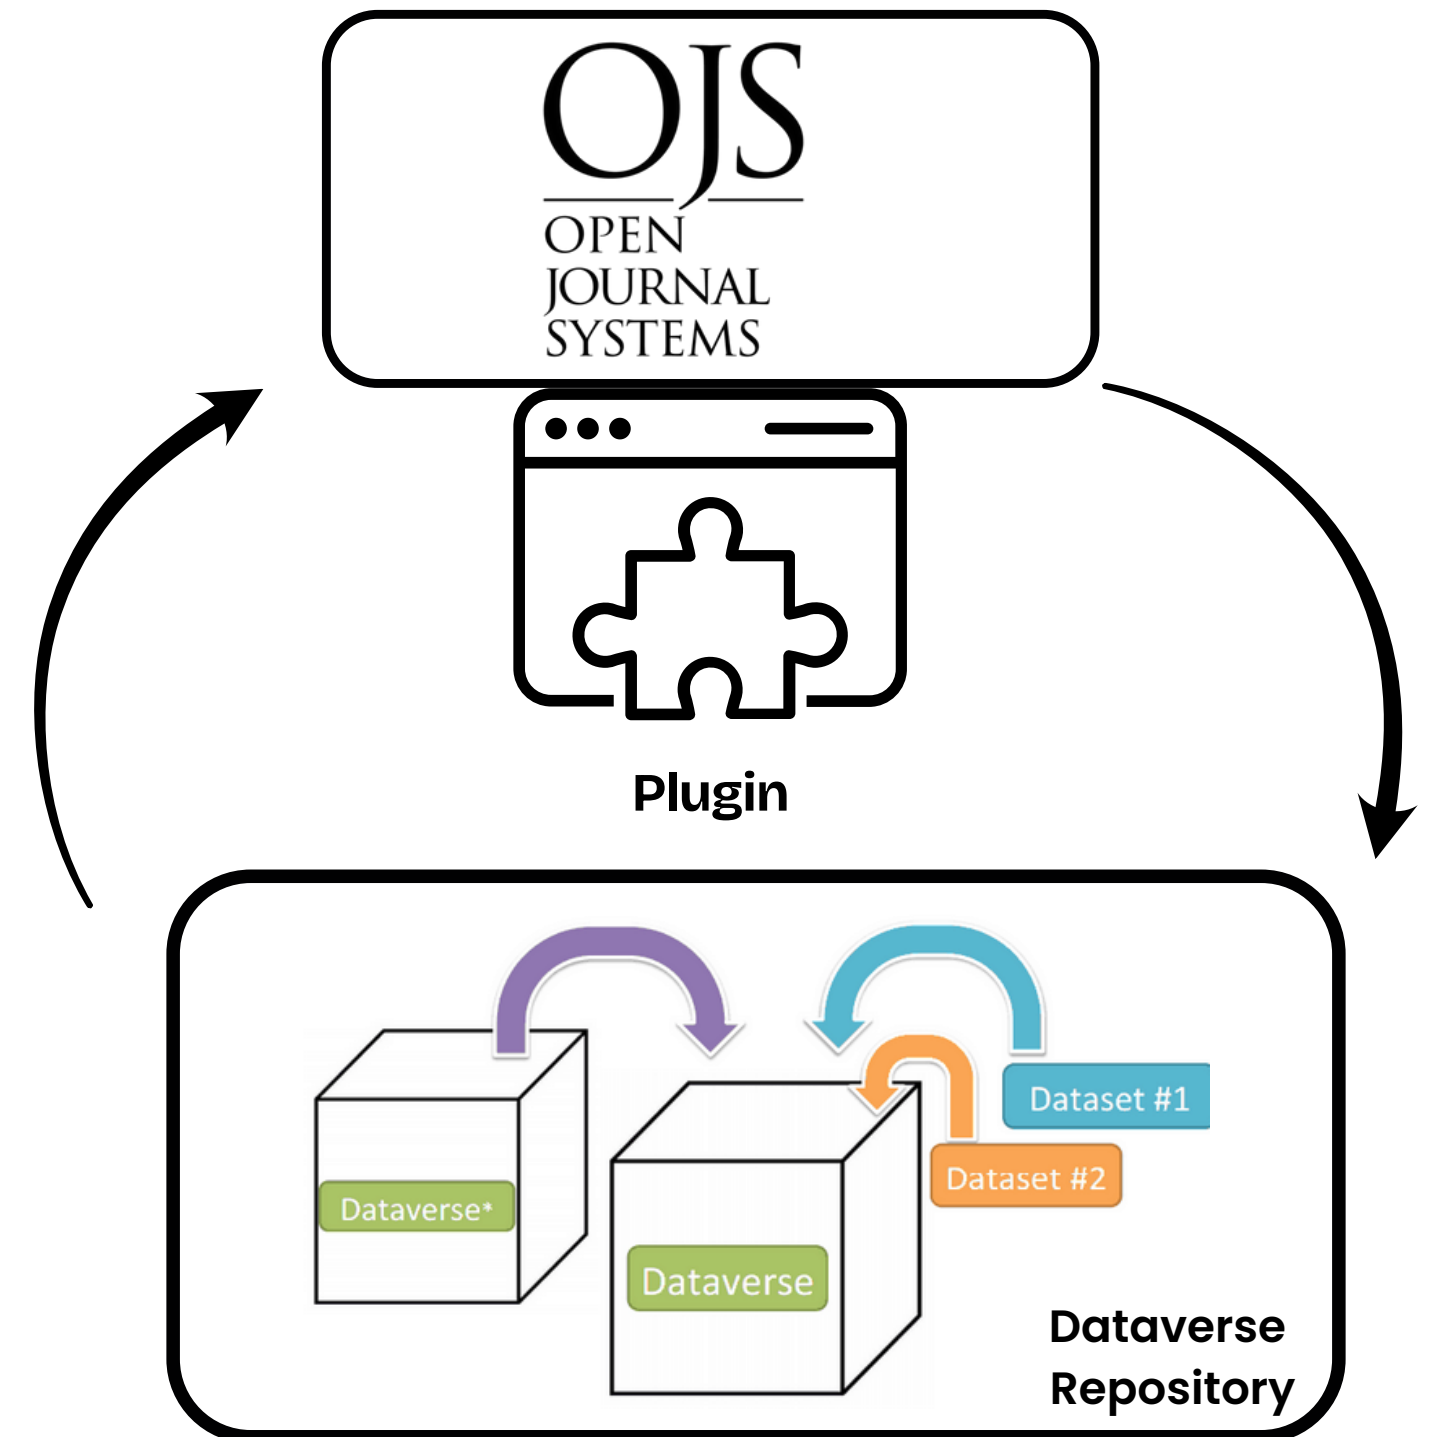 OJS
OPEN
JOURNAL
SYSTEMS
Plugin
Dataset #1
Dataset #2
Dataverse*
Dataverse
Dataverse
Repository